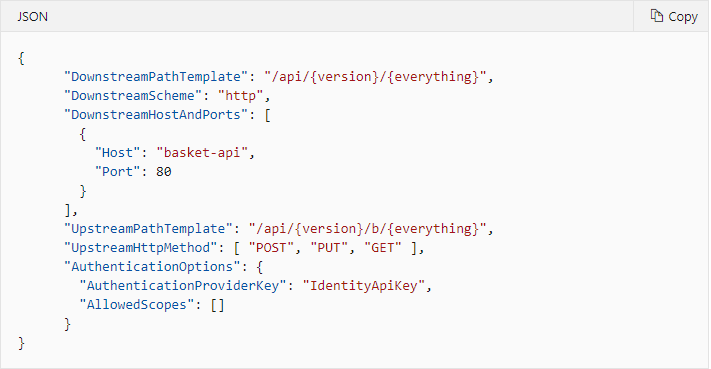 JSON
Copy
{
      "DownstreamPathTemplate": "/api/{version}/{everything}",
      "DownstreamScheme": "http",
      "DownstreamHostAndPorts": [
        {
          "Host": "basket-api",
          "Port": 80
        }
      ],
      "UpstreamPathTemplate": "/api/{version}/b/{everything}",
      "UpstreamHttpMethod": [ "POST", "PUT", "GET" ],
      "AuthenticationOptions": {
        "AuthenticationProviderKey": "IdentityApiKey",
        "AllowedScopes": []
      }
}